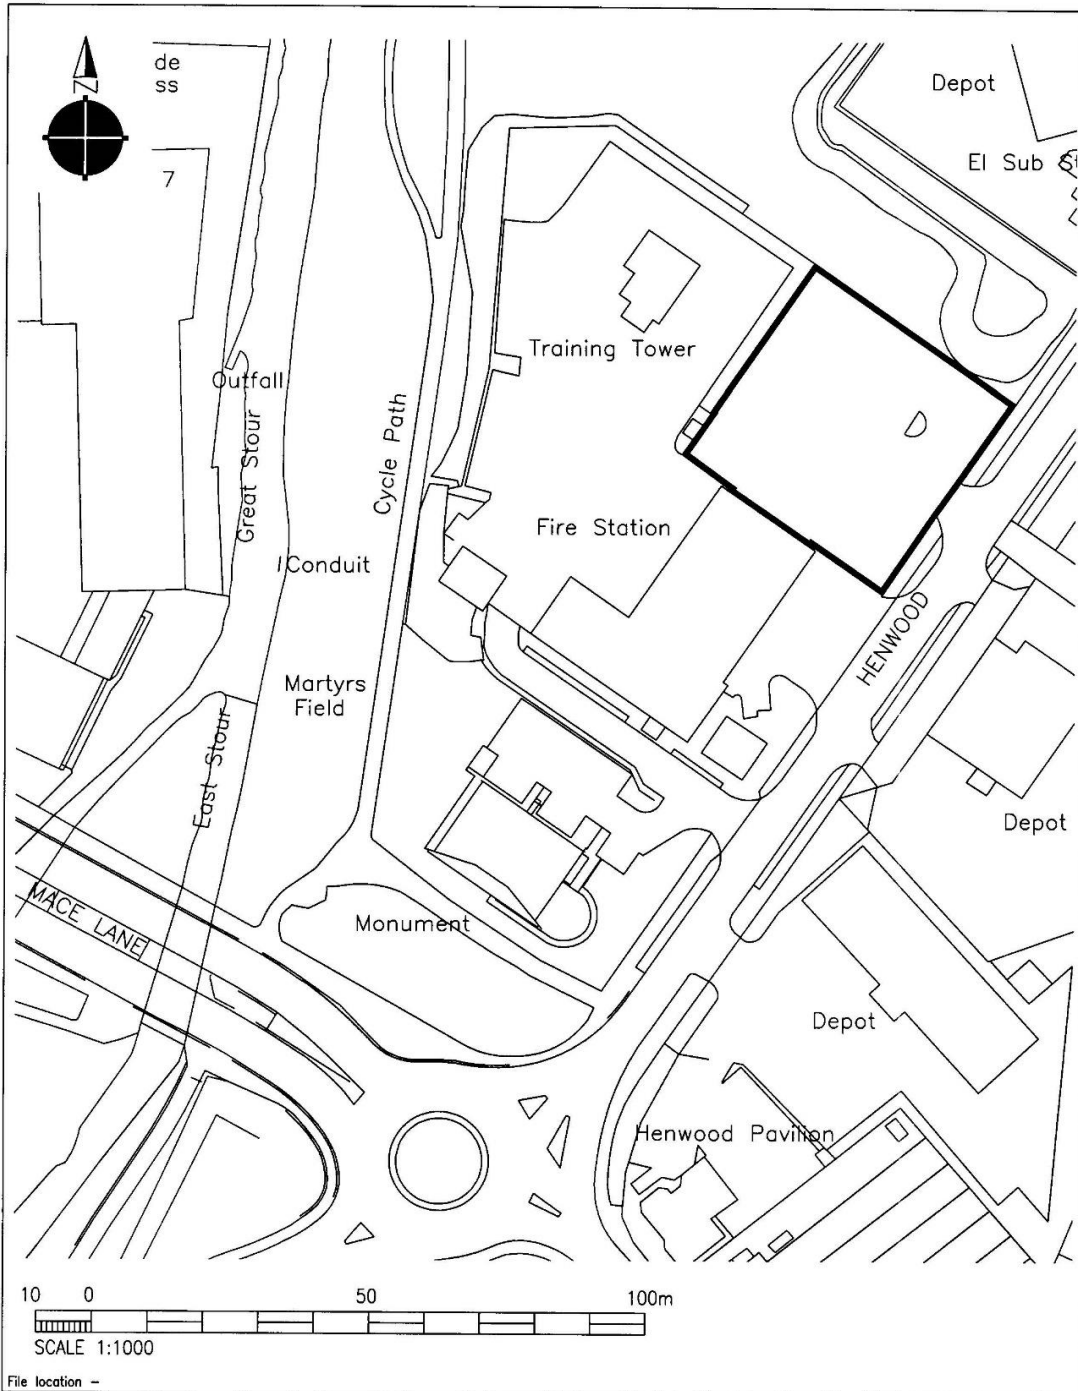 de
ss
7
Z
Depot
El Sub St
Training Tower
Outfall
Great Stour
Cycle Path
Fire Station
Conduit
HENWOOD
Martyrs
Field
East Stour
Depot
MACE LANE
Monument
Depot
Henwood Pavilion
10 0 50 100m
SCALE 1:1000
File location –